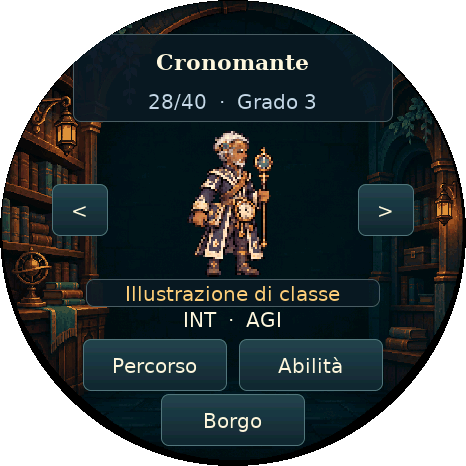 Cronomante
28/40 · Grado 3
< >
Illustrazione di classe
INT · AGI
Percorso Abilità
Borgo